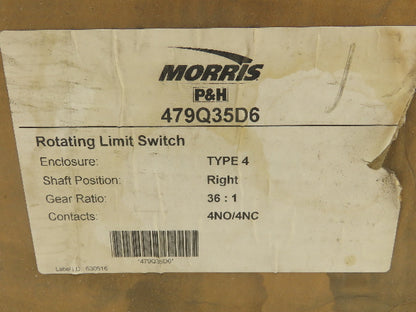 MORRIS
P&H
479Q35D6
Rotating Limit Switch
Enclosure: TYPE 4
Shaft Position: Right
Gear Ratio: 36 : 1
Contacts: 4NO/4NC
*479Q35D6*
Label I.D. 630516